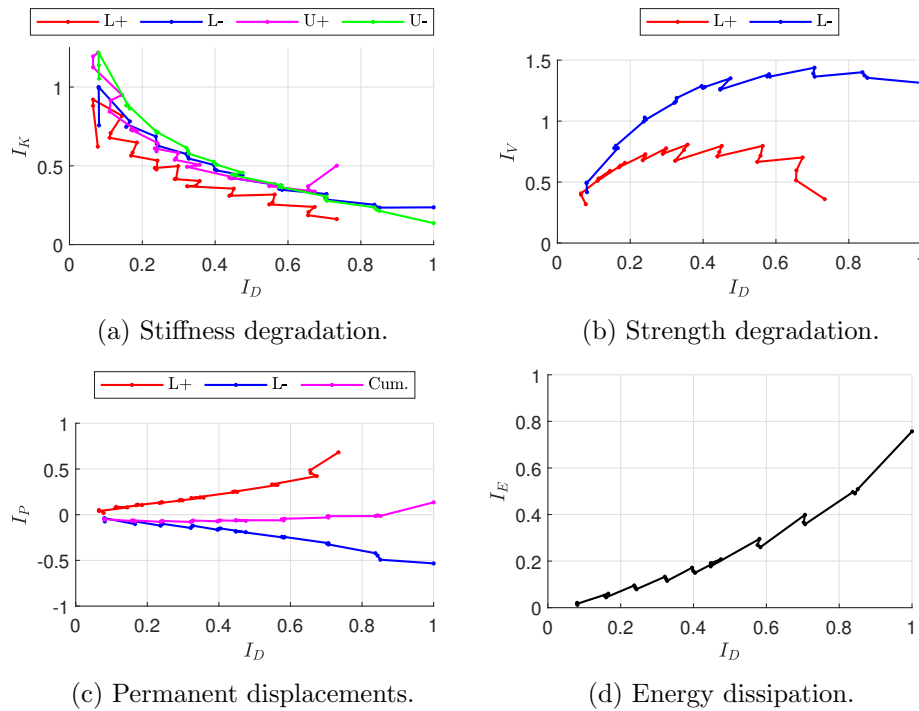 L+ L- U+ U-
L+ L-
1
0.5
0
I_K
0 0.2 0.4 0.6 0.8 1
I_D
1.5
1
0.5
0
I_V
0 0.2 0.4 0.6 0.8 1
I_D
(a) Stiffness degradation.
(b) Strength degradation.
L+ L- Cum.
1
0.5
0
-0.5
-1
I_P
0 0.2 0.4 0.6 0.8 1
I_D
1
0.8
0.6
0.4
0.2
0
I_E
0 0.2 0.4 0.6 0.8 1
I_D
(c) Permanent displacements.
(d) Energy dissipation.